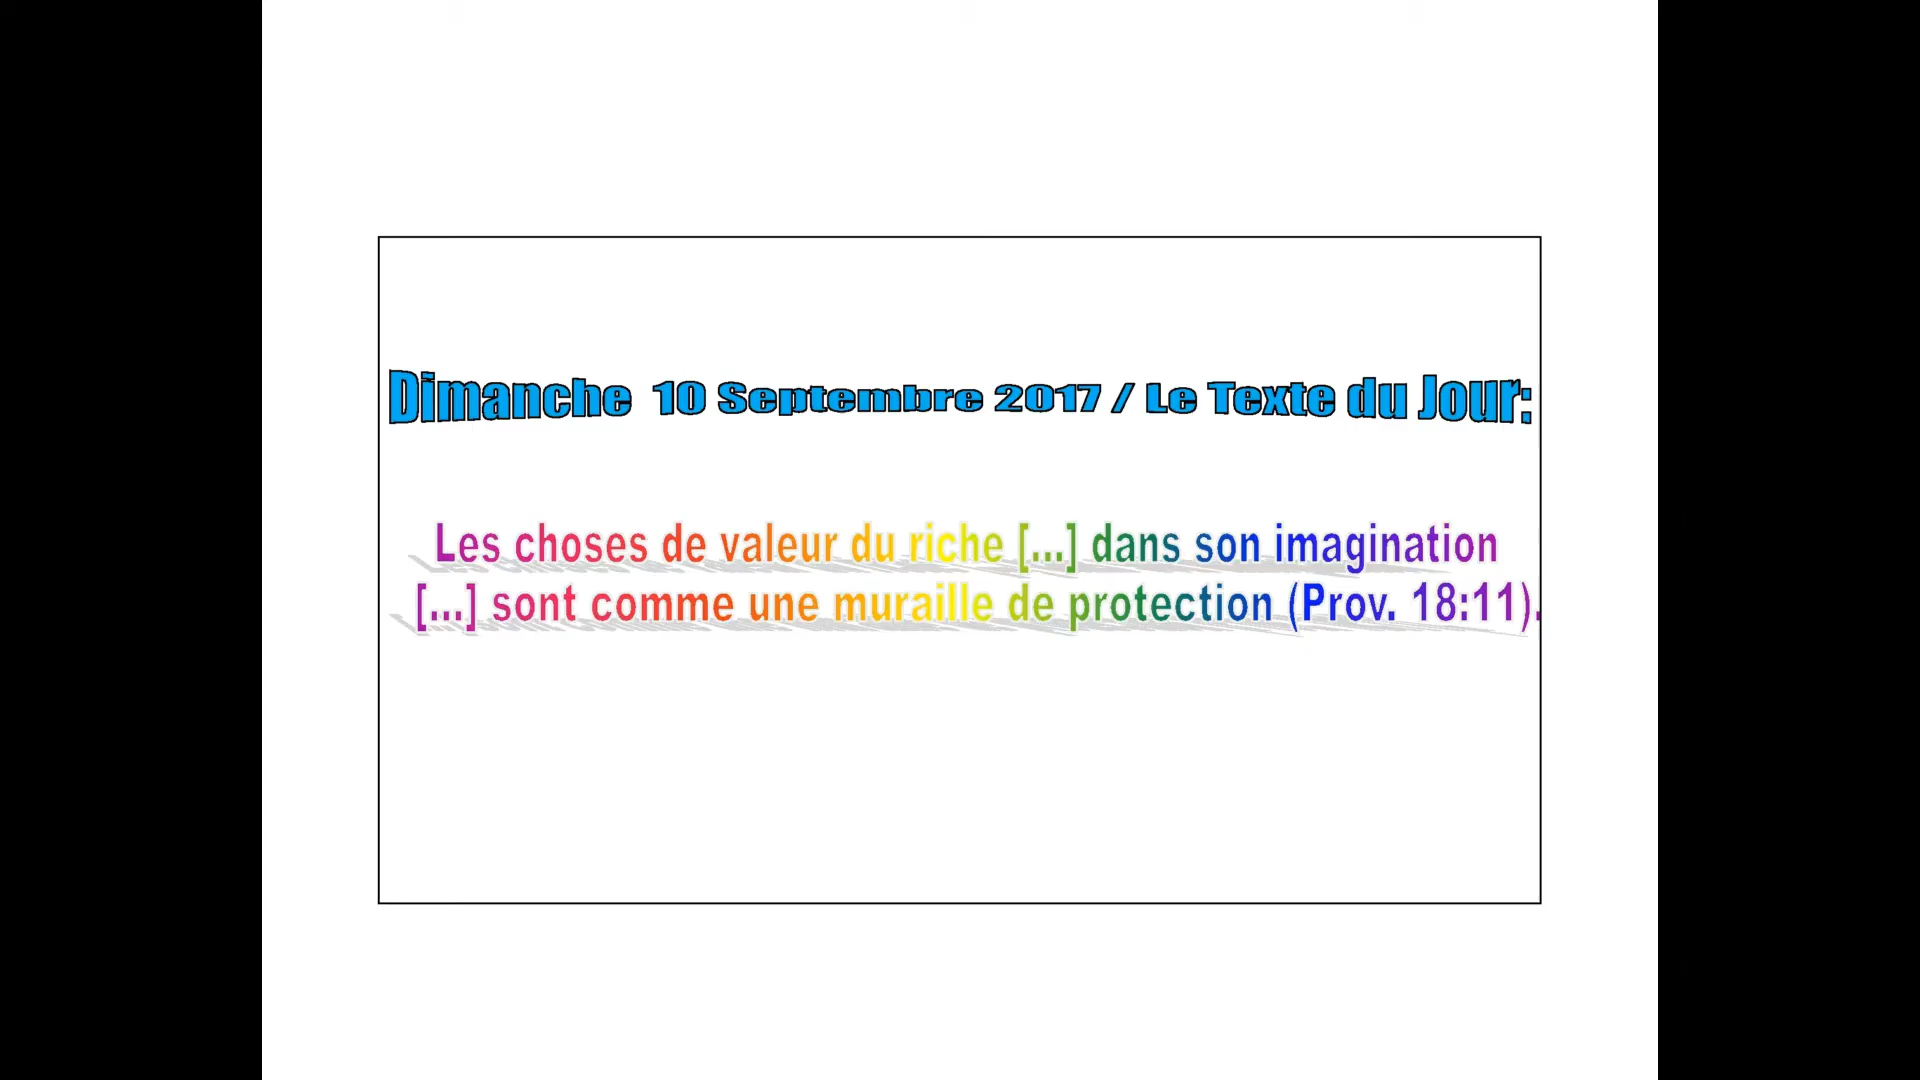 Dimanche 10 Septembre 2017 / Le Texte du Jour:
Les choses de valeur du riche [...] dans son imagination
[...] sont comme une muraille de protection (Prov. 18:11).